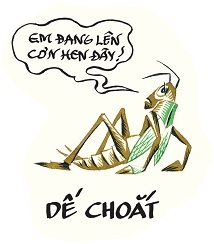 EM ĐANG LÊN
CƠN HEN ĐÂY!
DẾ CHOẮT